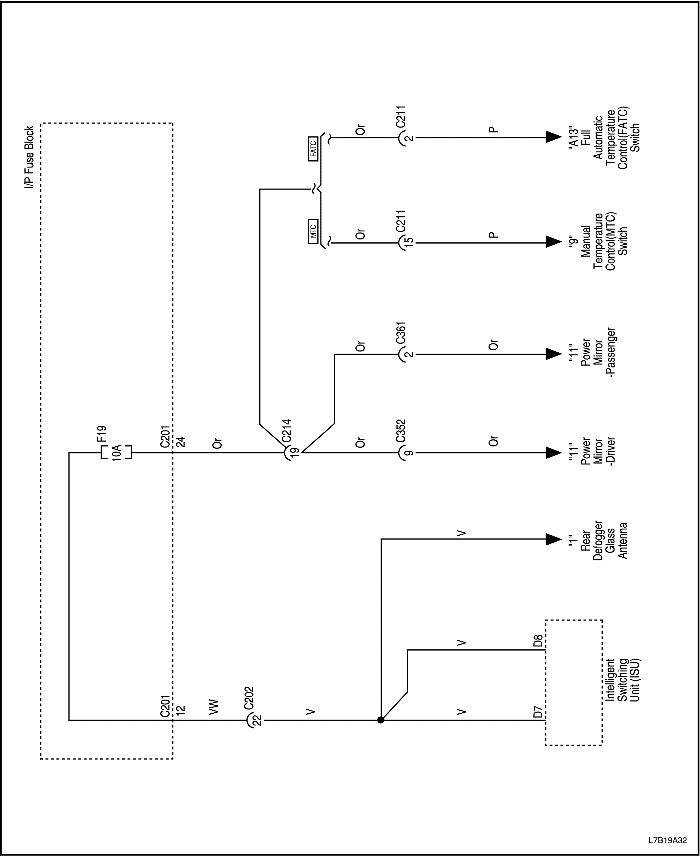 I/P Fuse Block
F19
10A
C201
24
Or
C214
19
FATC
Or
C211
2
P
"A13"
Full
Automatic
Temperature
Control(FATC)
Switch
MTC
Or
C211
15
P
"9"
Manual
Temperature
Control(MTC)
Switch
Or
C361
2
Or
"11"
Power
Mirror
-Passenger
Or
C352
9
Or
"11"
Power
Mirror
-Driver
V
"1"
Rear
Defogger
Glass
Antenna
C201
12
VW
C202
22
V
V
D8
V
D7
Intelligent
Switching
Unit (ISU)
L7B19A32